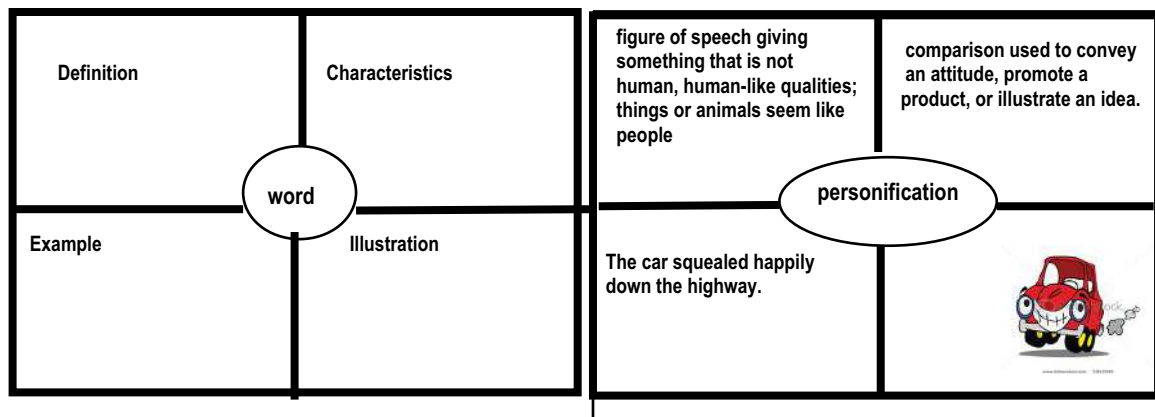 Definition
Characteristics
word
Example
Illustration
figure of speech giving
something that is not
human, human-like qualities;
things or animals seem like
people
comparison used to convey
an attitude, promote a
product, or illustrate an idea.
personification
The car squealed happily
down the highway.